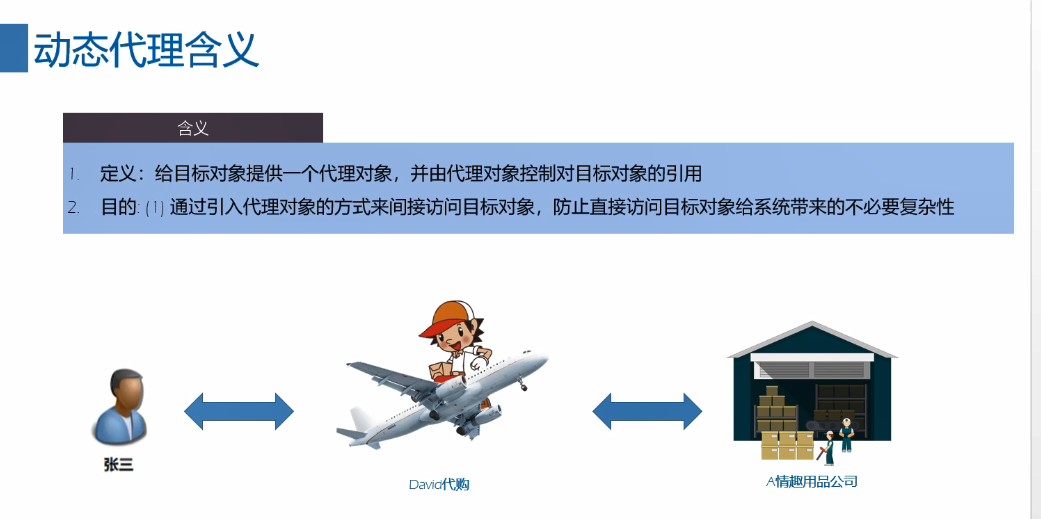 动态代理含义
含义
1. 定义：给目标对象提供一个代理对象，并由代理对象控制对目标对象的引用
2. 目的: (1) 通过引入代理对象的方式来间接访问目标对象，防止直接访问目标对象给系统带来的不必要复杂性
张三
David代购
A情趣用品公司